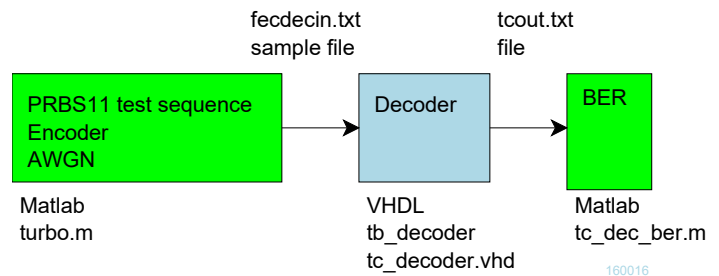 fecdecin.txt
sample file
tcout.txt
file
PRBS11 test sequence
Encoder
AWGN
Decoder
BER
Matlab
turbo.m
VHDL
tb_decoder
tc_decoder.vhd
Matlab
tc_dec_ber.m
160016